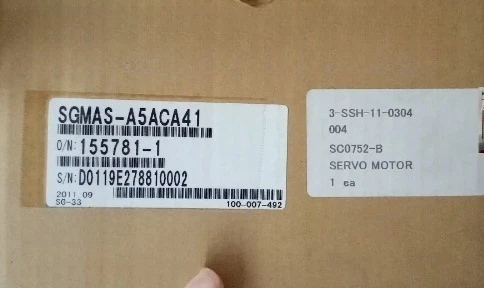 SGMAS-A5ACA41
O/N: 155781-1
S/N: D0119E278810002
2011.09
SG-33
100-007-492
3-SSH-11-0304
004
SC0752-B
SERVO MOTOR
1 ea